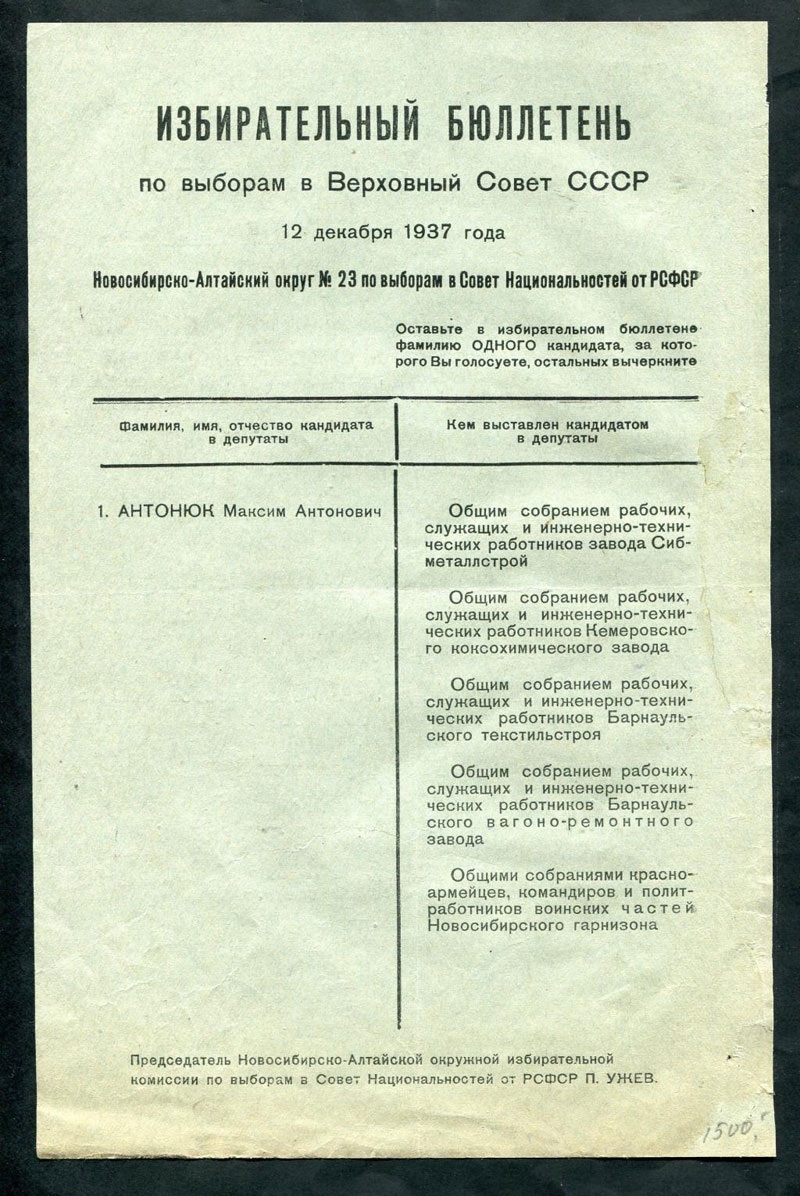 ИЗБИРАТЕЛЬНЫЙ БЮЛЛЕТЕНЬ
по выборам в Верховный Совет СССР
12 декабря 1937 года
Новосибирско-Алтайский округ № 23 по выборам в Совет Национальностей от РСФСР
Оставьте в избирательном бюллетене
фамилию ОДНОГО кандидата, за кото-
рого Вы голосуете, остальных вычеркните
Фамилия, имя, отчество кандидата
в депутаты
Кем выставлен кандидатом
в депутаты
1. АНТОНЮК Максим Антонович
Общим собранием рабочих,
служащих и инженерно-техни-
ческих работников завода Сиб-
металлстрой
Общим собранием рабочих,
служащих и инженерно-техни-
ческих работников Кемеровско-
го коксохимического завода
Общим собранием рабочих,
служащих и инженерно-техни-
ческих работников Барнауль-
ского текстильстроя
Общим собранием рабочих,
служащих и инженерно-техни-
ческих работников Барнауль-
ского вагоно-ремонтного
завода
Общими собраниями красно-
армейцев, командиров и полит-
работников воинских частей
Новосибирского гарнизона
Председатель Новосибирско-Алтайской окружной избирательной
комиссии по выборам в Совет Национальностей от РСФСР П. УЖЕВ.
1500